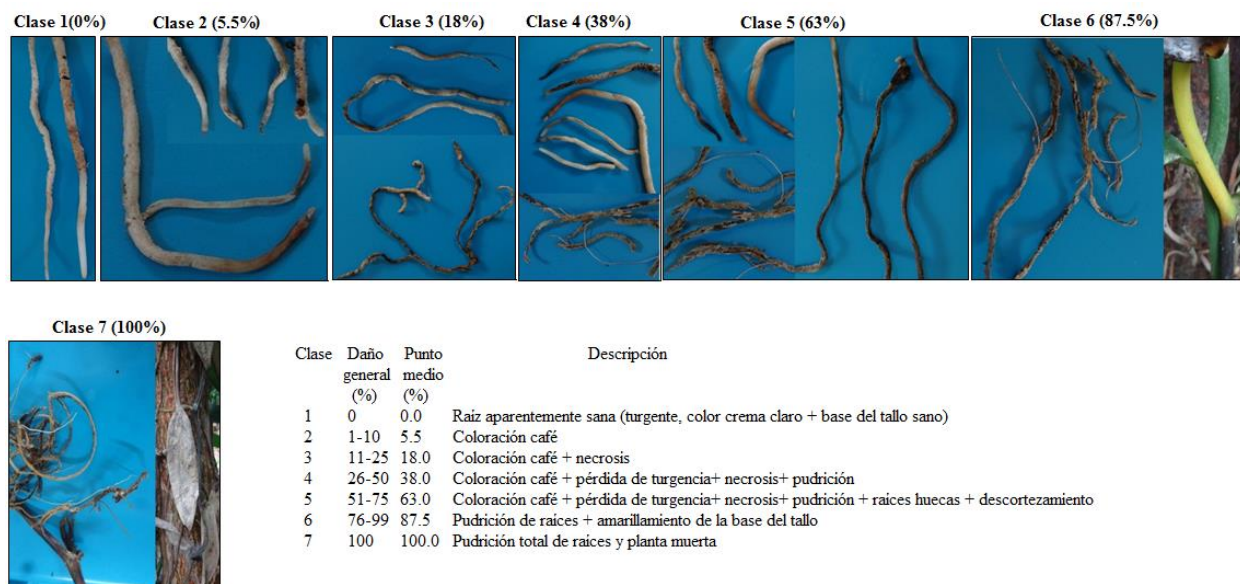 Clase 1(0%)
Clase 2 (5.5%)
Clase 3 (18%)
Clase 4 (38%)
Clase 5 (63%)
Clase 6 (87.5%)
Clase 7 (100%)
Clase Daño general (%) Punto medio (%) Descripción
1 0 0.0 Raíz aparentemente sana (turgente, color crema claro + base del tallo sano)
2 1-10 5.5 Coloración café
3 11-25 18.0 Coloración café + necrosis
4 26-50 38.0 Coloración café + pérdida de turgencia+ necrosis+ pudrición
5 51-75 63.0 Coloración café + pérdida de turgencia+ necrosis+ pudrición + raíces huecas + descortezamiento
6 76-99 87.5 Pudrición de raíces + amarillamiento de la base del tallo
7 100 100.0 Pudrición total de raíces y planta muerta